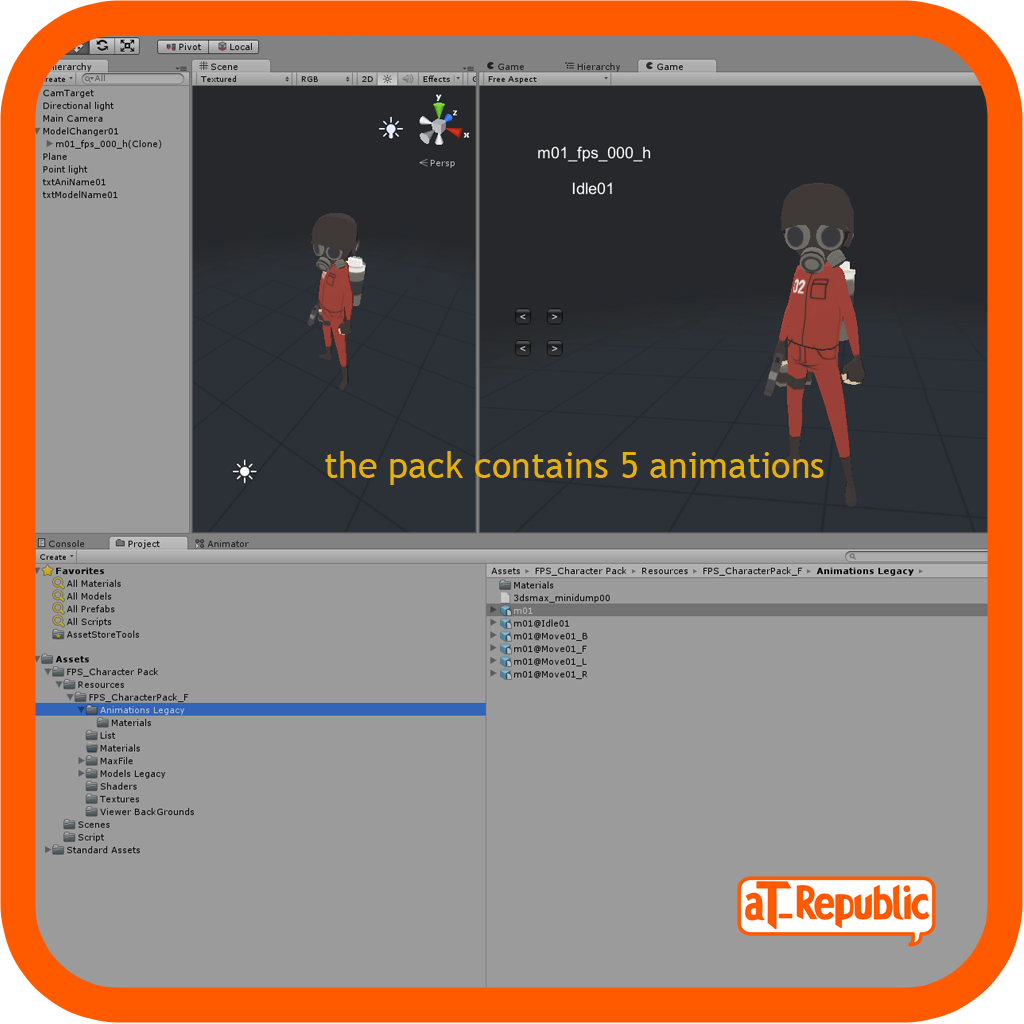 Pivot Local
Hierarchy
Create All
CamTarget
Directional light
Main Camera
ModelChanger01
m01_fps_000_h(Clone)
Plane
Point light
txtAniName01
txtModelName01
Scene
Textured RGB 2D Effects G
y
z
x
Persp
Game Hierarchy Game
Free Aspect
m01_fps_000_h
Idle01
< >
< >
02
the pack contains 5 animations
Console Project Animator
Create
Favorites
All Materials
All Models
All Prefabs
All Scripts
AssetStoreTools
Assets
FPS_Character Pack
Resources
FPS_CharacterPack_F
Animations Legacy
Materials
List
Materials
MaxFile
Models Legacy
Shaders
Textures
Viewer BackGrounds
Scenes
Script
Standard Assets
Assets FPS_Character Pack Resources FPS_CharacterPack_F Animations Legacy
Materials
3dsmax_minidump00
m01
m01@Idle01
m01@Move01_B
m01@Move01_F
m01@Move01_L
m01@Move01_R
aT_Republic